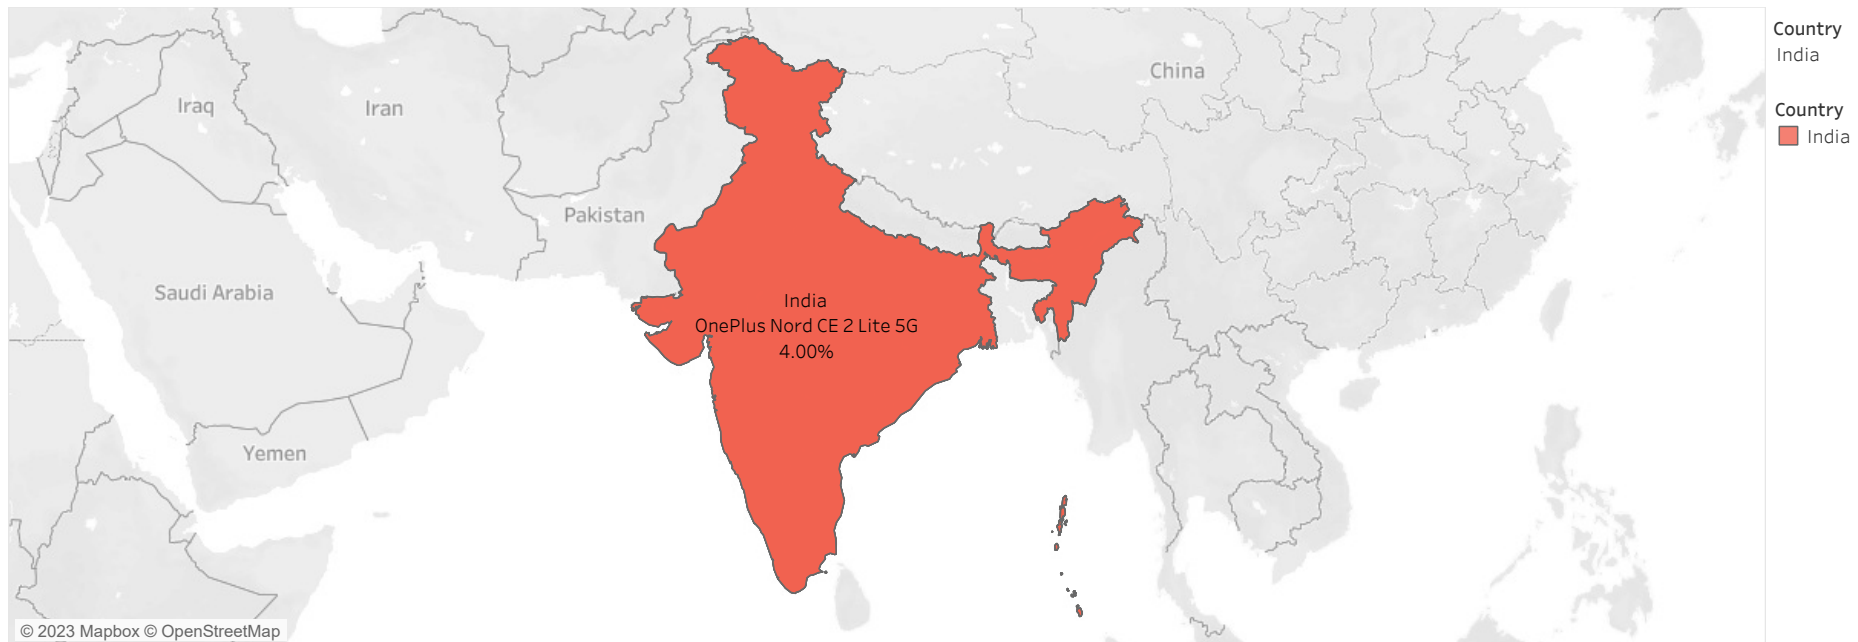 Country
India
Country
India
China
Iraq
Iran
Pakistan
Saudi Arabia
India
OnePlus Nord CE 2 Lite 5G
4.00%
Yemen
© 2023 Mapbox © OpenStreetMap